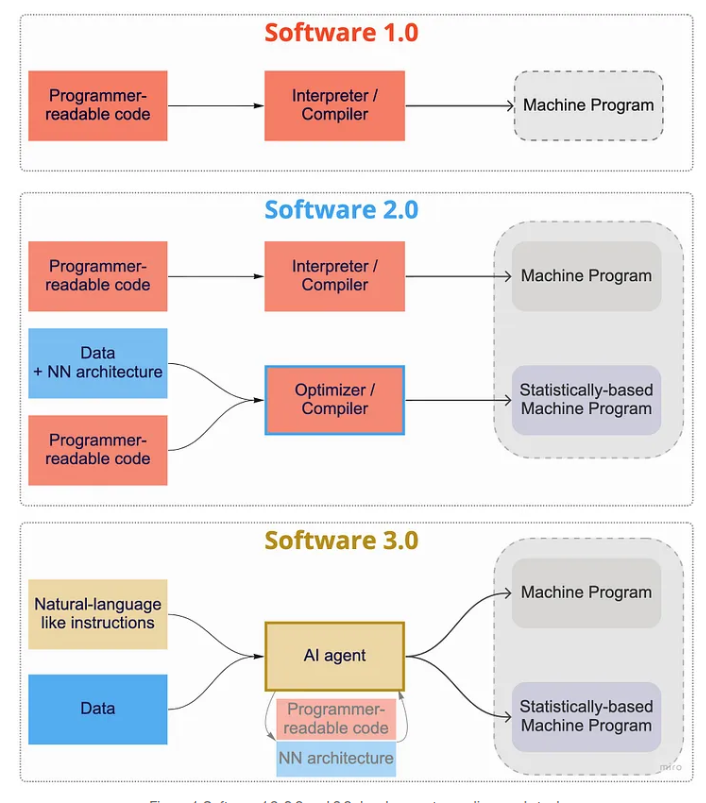 Software 1.0
Programmer-
readable code
Interpreter /
Compiler
Machine Program
Software 2.0
Programmer-
readable code
Interpreter /
Compiler
Machine Program
Data
+ NN architecture
Optimizer /
Compiler
Statistically-based
Machine Program
Programmer-
readable code
Software 3.0
Natural-language
like instructions
AI agent
Machine Program
Data
Programmer-
readable code
NN architecture
Statistically-based
Machine Program
miro